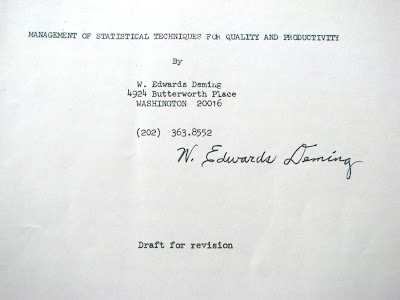 MANAGEMENT OF STATISTICAL TECHNIQUES FOR QUALITY AND PRODUCTIVITY
By
W. Edwards Deming
4924 Butterworth Place
WASHINGTON 20016
(202) 363.8552
W. Edwards Deming
Draft for revision